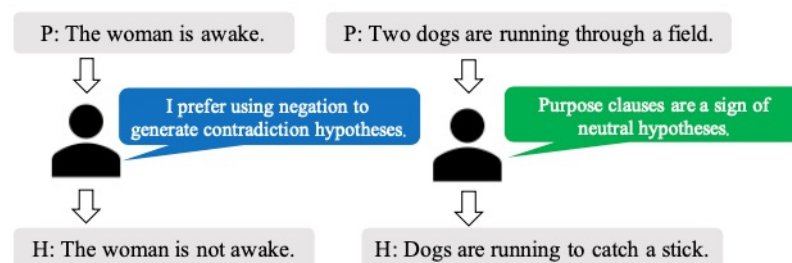 P: The woman is awake.
P: Two dogs are running through a field.
I prefer using negation to
generate contradiction hypotheses.
Purpose clauses are a sign of
neutral hypotheses.
H: The woman is not awake.
H: Dogs are running to catch a stick.